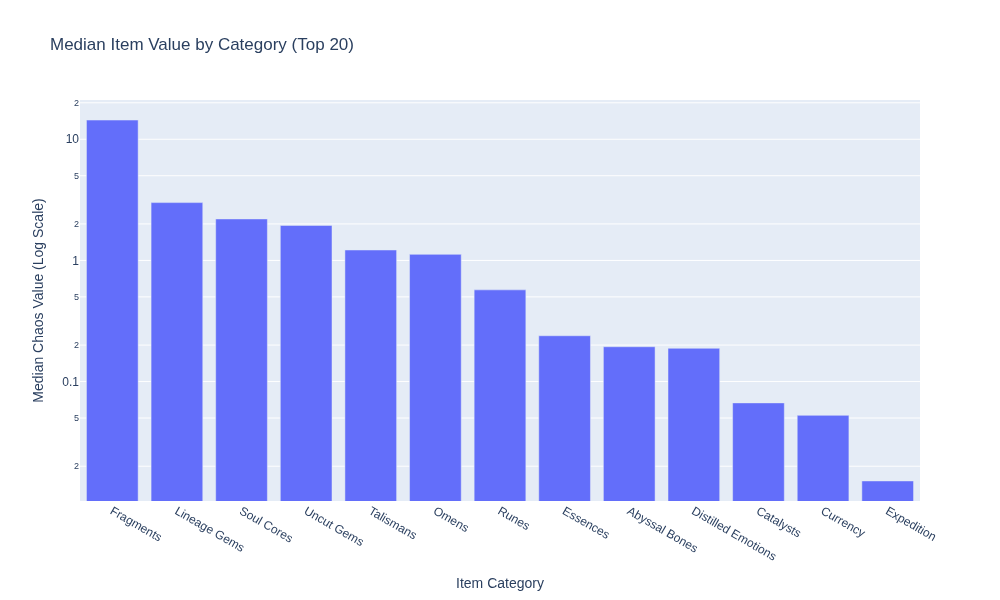 Median Item Value by Category (Top 20)
Median Chaos Value (Log Scale)
2
10
5
2
1
5
2
0.1
5
2
Fragments
Lineage Gems
Soul Cores
Uncut Gems
Talismans
Omens
Runes
Essences
Abyssal Bones
Distilled Emotions
Catalysts
Currency
Expedition
Item Category